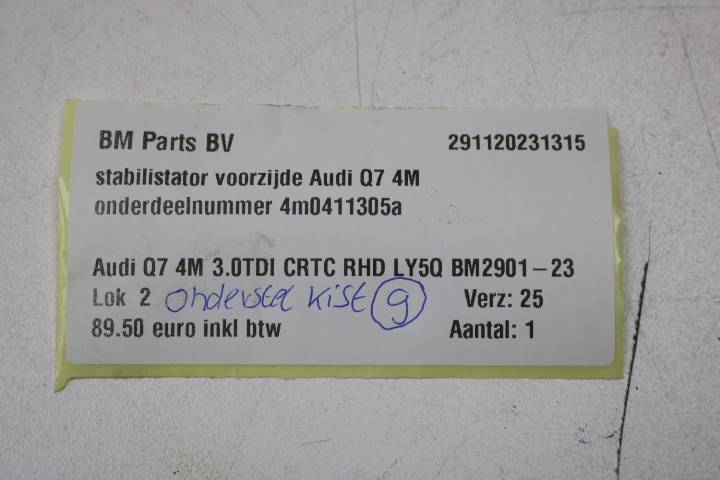 BM Parts BV 291120231315
stabilistator voorzijde Audi Q7 4M
onderdeelnummer 4m0411305a
Audi Q7 4M 3.0TDI CRTC RHD LY5Q BM2901-23
Lok 2 onderstel kist 9 Verz: 25
89.50 euro inkl btw Aantal: 1